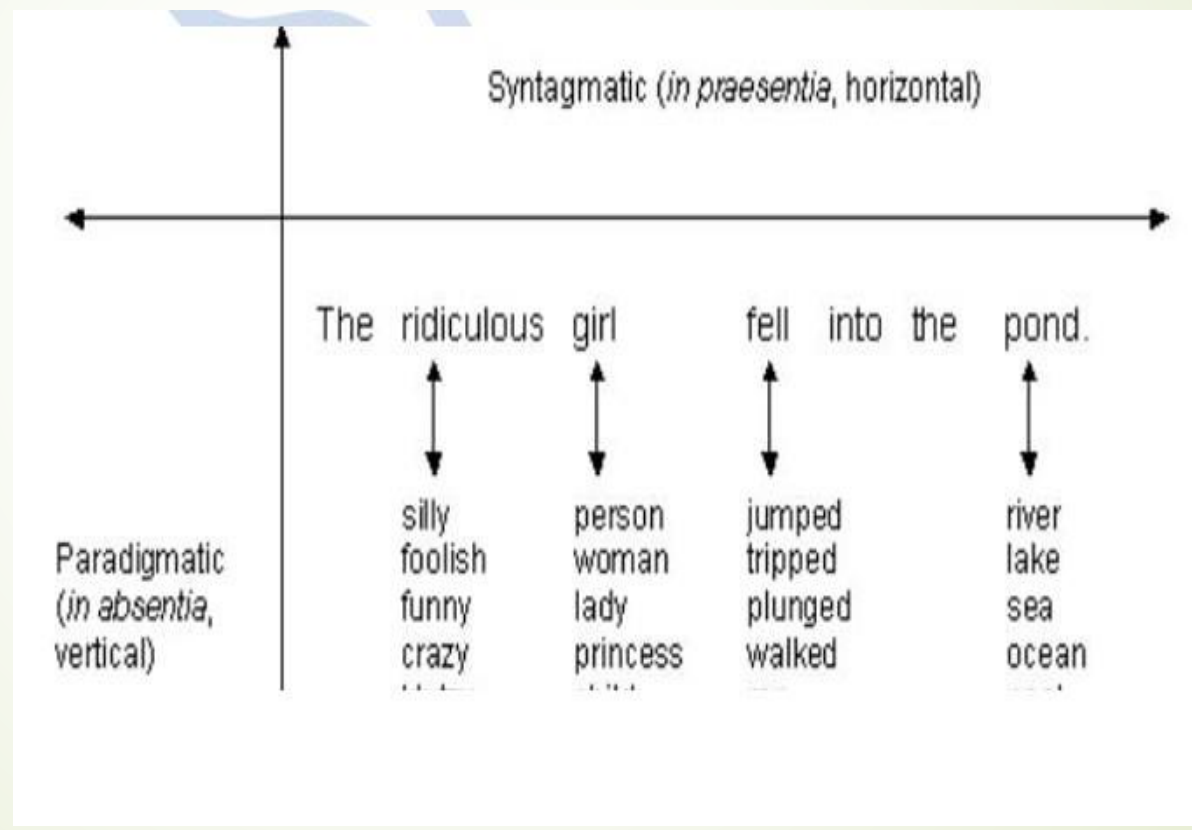 Syntagmatic (in praesentia, horizontal)
The ridiculous girl fell into the pond.
silly person jumped river
Paradigmatic foolish woman tripped lake
(in absentia, funny lady plunged sea
vertical) crazy princess walked ocean